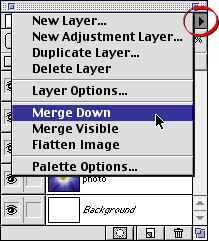 New Layer...
New Adjustment Layer...
Duplicate Layer...
Delete Layer
Layer Options...
Merge Down
Merge Visible
Flatten Image
Palette Options...
%
photo
Background